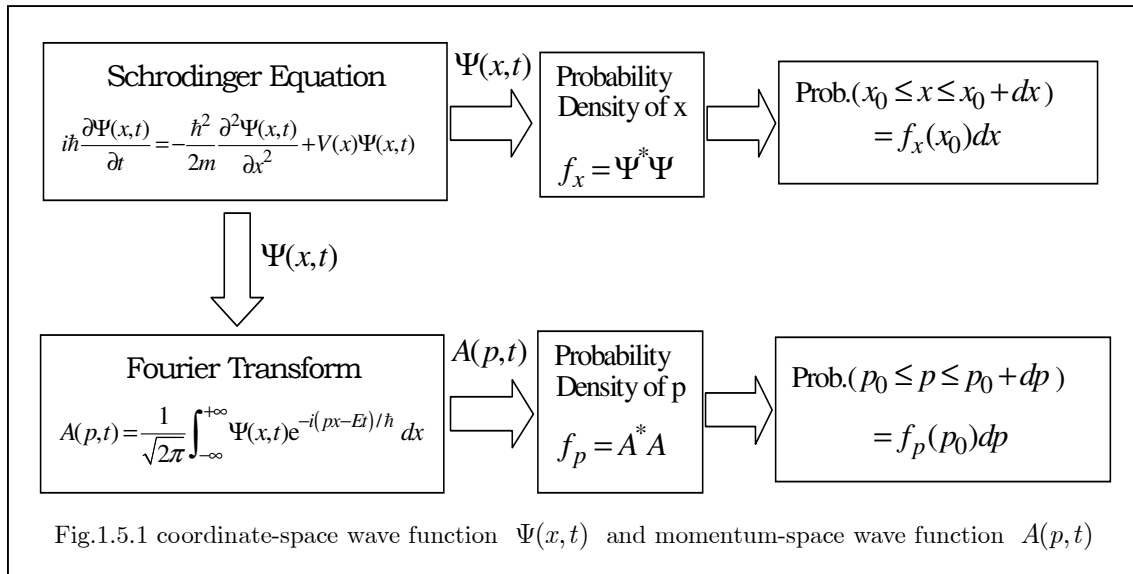 Schrodinger Equation
iℏ ∂Ψ(x,t)/∂t = −ℏ²/2m ∂²Ψ(x,t)/∂x² + V(x)Ψ(x,t)
Ψ(x,t)
Probability
Density of x
f_x = Ψ*Ψ
Prob.(x₀ ≤ x ≤ x₀ + dx)
= f_x(x₀)dx
Ψ(x,t)
Fourier Transform
A(p,t) = 1/√2π ∫_{−∞}^{+∞} Ψ(x,t)e^{−i(px−Et)/ℏ} dx
A(p,t)
Probability
Density of p
f_p = A*A
Prob.(p₀ ≤ p ≤ p₀ + dp)
= f_p(p₀)dp
Fig.1.5.1 coordinate-space wave function Ψ(x,t) and momentum-space wave function A(p,t)